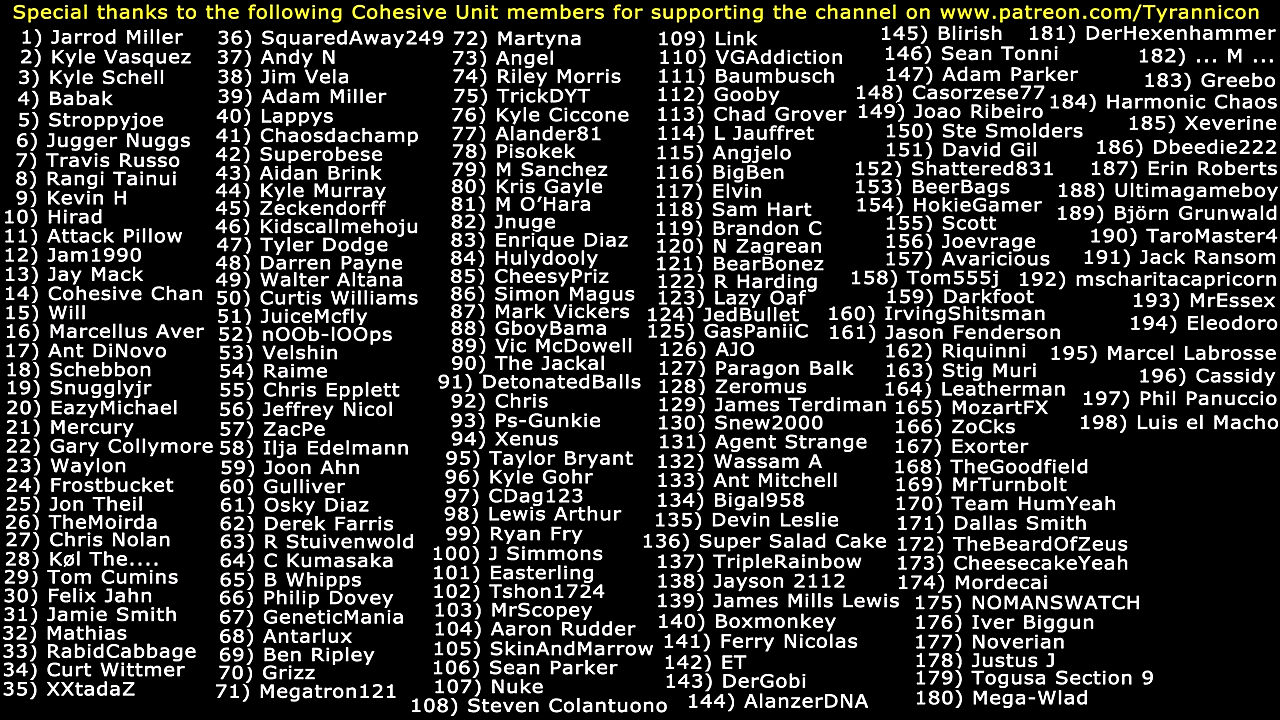 Special thanks to the following Cohesive Unit members for supporting the channel on www.patreon.com/Tyrannicon
1) Jarrod Miller
2) Kyle Vasquez
3) Kyle Schell
4) Babak
5) Stroppyjoe
6) Jugger Nuggs
7) Travis Russo
8) Rangi Tainui
9) Kevin H
10) Hirad
11) Attack Pillow
12) Jam1990
13) Jay Mack
14) Cohesive Chan
15) Will
16) Marcellus Aver
17) Ant DiNovo
18) Schebbon
19) Snugglyjr
20) EazyMichael
21) Mercury
22) Gary Collymore
23) Waylon
24) Frostbucket
25) Jon Theil
26) TheMoirda
27) Chris Nolan
28) Køl The....
29) Tom Cumins
30) Felix Jahn
31) Jamie Smith
32) Mathias
33) RabidCabbage
34) Curt Wittmer
35) XXtadaZ
36) SquaredAway249
37) Andy N
38) Jim Vela
39) Adam Miller
40) Lappys
41) Chaosdachamp
42) Superobese
43) Aidan Brink
44) Kyle Murray
45) Zeckendorff
46) Kidscallmehoju
47) Tyler Dodge
48) Darren Payne
49) Walter Altana
50) Curtis Williams
51) JuiceMcfly
52) nOOb-lOOps
53) Velshin
54) Raime
55) Chris Epplett
56) Jeffrey Nicol
57) ZacPe
58) Ilja Edelmann
59) Joon Ahn
60) Gulliver
61) Osky Diaz
62) Derek Farris
63) R Stuivenwold
64) C Kumasaka
65) B Whipps
66) Philip Dovey
67) GeneticMania
68) Antarlux
69) Ben Ripley
70) Grizz
71) Megatron121
72) Martyna
73) Angel
74) Riley Morris
75) TrickDYT
76) Kyle Ciccone
77) Alander81
78) Pisokek
79) M Sanchez
80) Kris Gayle
81) M O'Hara
82) Jnuge
83) Enrique Diaz
84) Hulydooly
85) CheesyPriz
86) Simon Magus
87) Mark Vickers
88) GboyBama
89) Vic McDowell
90) The Jackal
91) DetonatedBalls
92) Chris
93) Ps-Gunkie
94) Xenus
95) Taylor Bryant
96) Kyle Gohr
97) CDag123
98) Lewis Arthur
99) Ryan Fry
100) J Simmons
101) Easterling
102) Tshon1724
103) MrScopey
104) Aaron Rudder
105) SkinAndMarrow
106) Sean Parker
107) Nuke
108) Steven Colantuono
109) Link
110) VGAddiction
111) Baumbusch
112) Gooby
113) Chad Grover
114) L Jauffret
115) Angjelo
116) BigBen
117) Elvin
118) Sam Hart
119) Brandon C
120) N Zagrean
121) BearBonez
122) R Harding
123) Lazy Oaf
124) JedBullet
125) GasPaniiC
126) AJO
127) Paragon Balk
128) Zeromus
129) James Terdiman
130) Snew2000
131) Agent Strange
132) Wassam A
133) Ant Mitchell
134) Bigal958
135) Devin Leslie
136) Super Salad Cake
137) TripleRainbow
138) Jayson 2112
139) James Mills Lewis
140) Boxmonkey
141) Ferry Nicolas
142) ET
143) DerGobi
144) AlanzerDNA
145) Blirish
146) Sean Tonni
147) Adam Parker
148) Casorzese77
149) Joao Ribeiro
150) Ste Smolders
151) David Gil
152) Shattered831
153) BeerBags
154) HokieGamer
155) Scott
156) Joevrage
157) Avaricious
158) Tom555j
159) Darkfoot
160) IrvingShitsman
161) Jason Fenderson
162) Riquinni
163) Stig Muri
164) Leatherman
165) MozartFX
166) ZoCks
167) Exorter
168) TheGoodfield
169) MrTurnbolt
170) Team HumYeah
171) Dallas Smith
172) TheBeardOfZeus
173) CheesecakeYeah
174) Mordecai
175) NOMANSWATCH
176) Iver Biggun
177) Noverian
178) Justus J
179) Togusa Section 9
180) Mega-Wlad
181) DerHexenhammer
182) ... M ...
183) Greebo
184) Harmonic Chaos
185) Xeverine
186) Dbeedie222
187) Erin Roberts
188) Ultimagameboy
189) Björn Grunwald
190) TaroMaster4
191) Jack Ransom
192) mscharitacapricorn
193) MrEssex
194) Eleodoro
195) Marcel Labrosse
196) Cassidy
197) Phil Panuccio
198) Luis el Macho